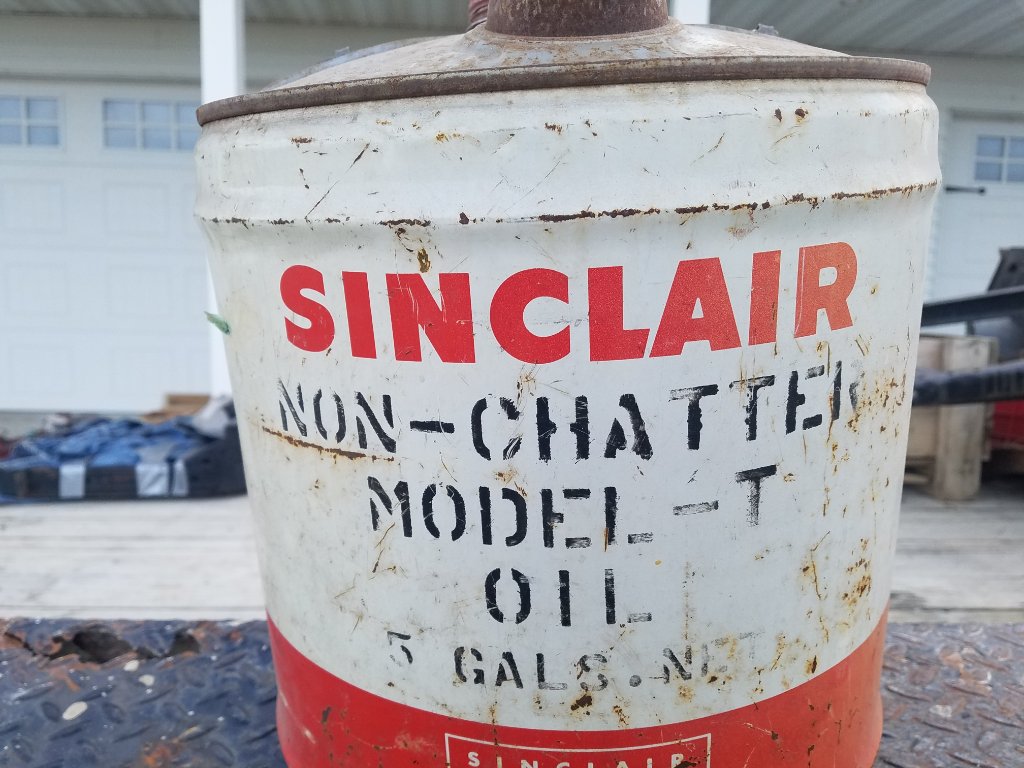 SINCLAIR
NON-CHATTER
MODEL-T
OIL
5 GALS. NET
SINCLAIR